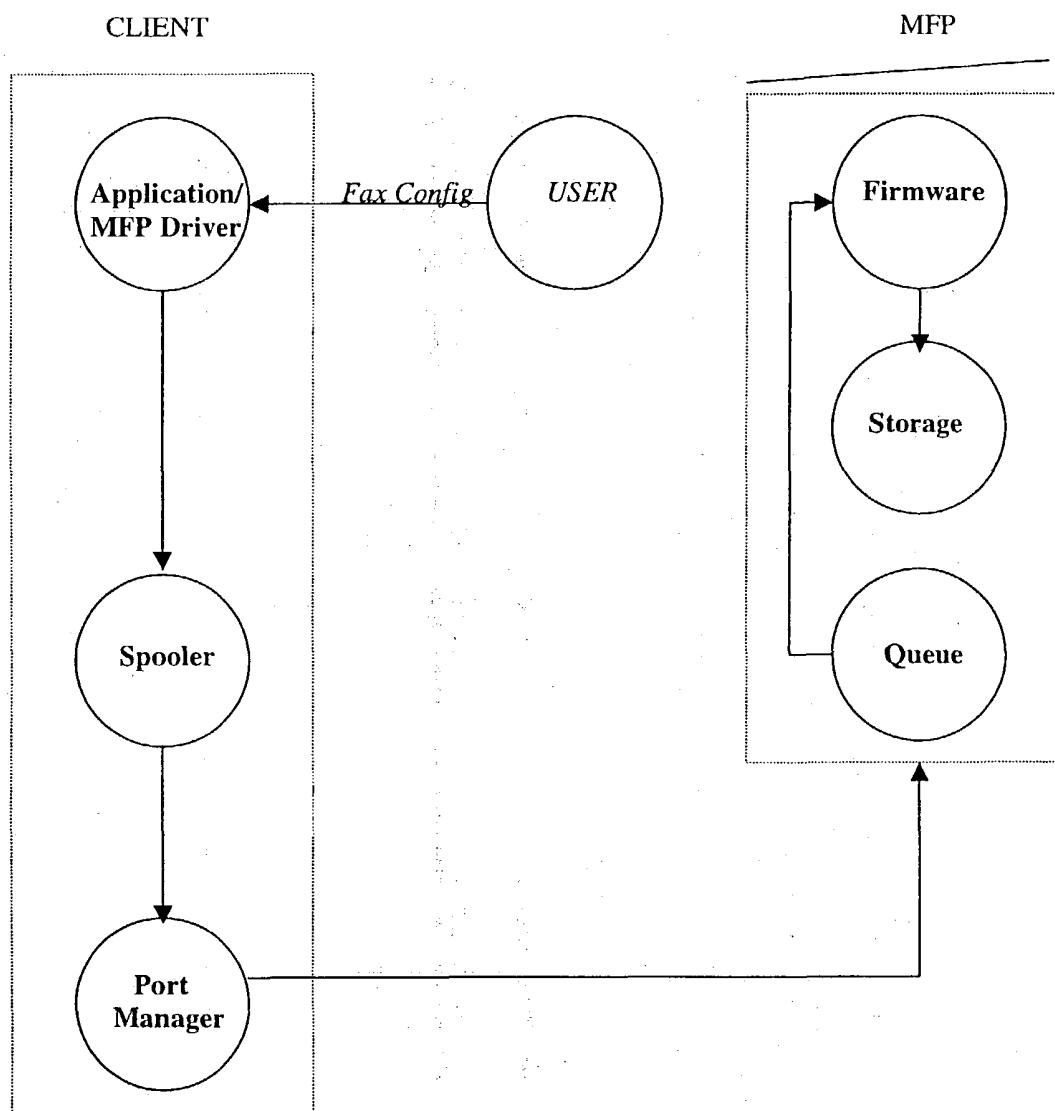 CLIENT
MFP
Application/
MFP Driver
Fax Config
USER
Firmware
Storage
Spooler
Queue
Port
Manager